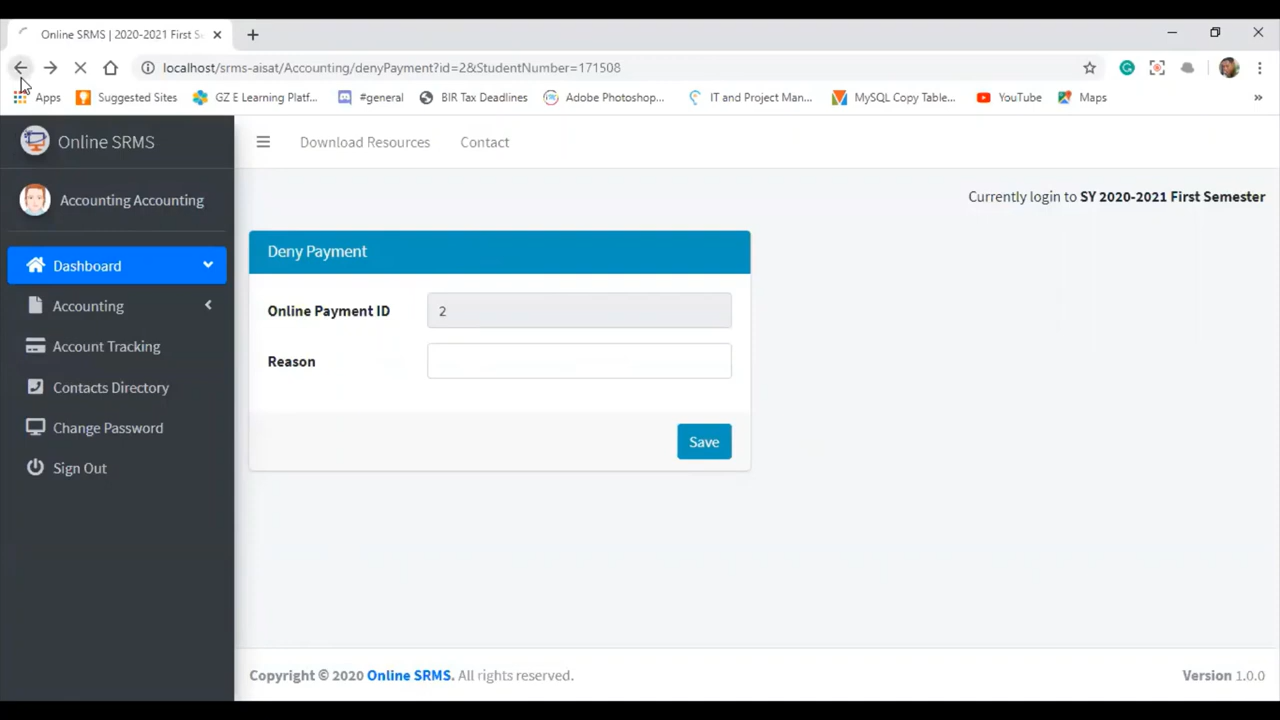 Online SRMS | 2020-2021 First S
localhost/srms-aisat/Accounting/denyPayment?id=2&StudentNumber=171508
Apps Suggested Sites GZ E Learning Platf... #general BIR Tax Deadlines Adobe Photoshop... IT and Project Man... MySQL Copy Table... YouTube Maps »
Online SRMS
Download Resources Contact
Accounting Accounting
Currently login to SY 2020-2021 First Semester
Deny Payment
Dashboard
Online Payment ID 2
Accounting
Account Tracking
Reason
Contacts Directory
Change Password
Save
Sign Out
Copyright © 2020 Online SRMS. All rights reserved. Version 1.0.0